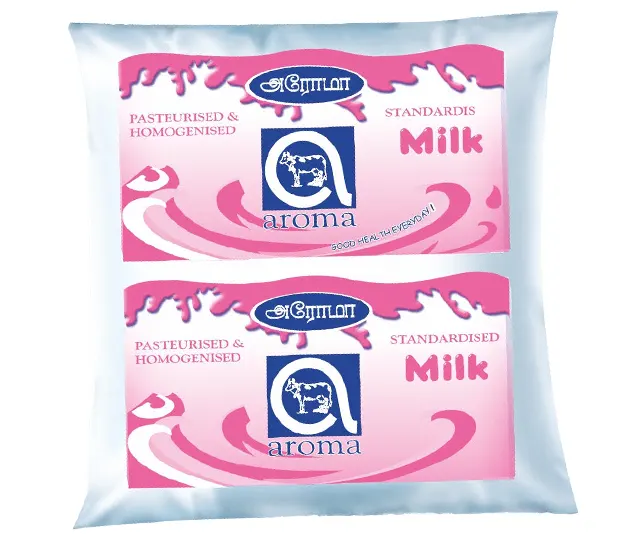 அரோமா
PASTEURISED &
HOMOGENISED
STANDARDIS
Milk
a
aroma
GOOD HEALTH EVERYDAY!
அரோமா
PASTEURISED &
HOMOGENISED
STANDARDISED
Milk
a
aroma